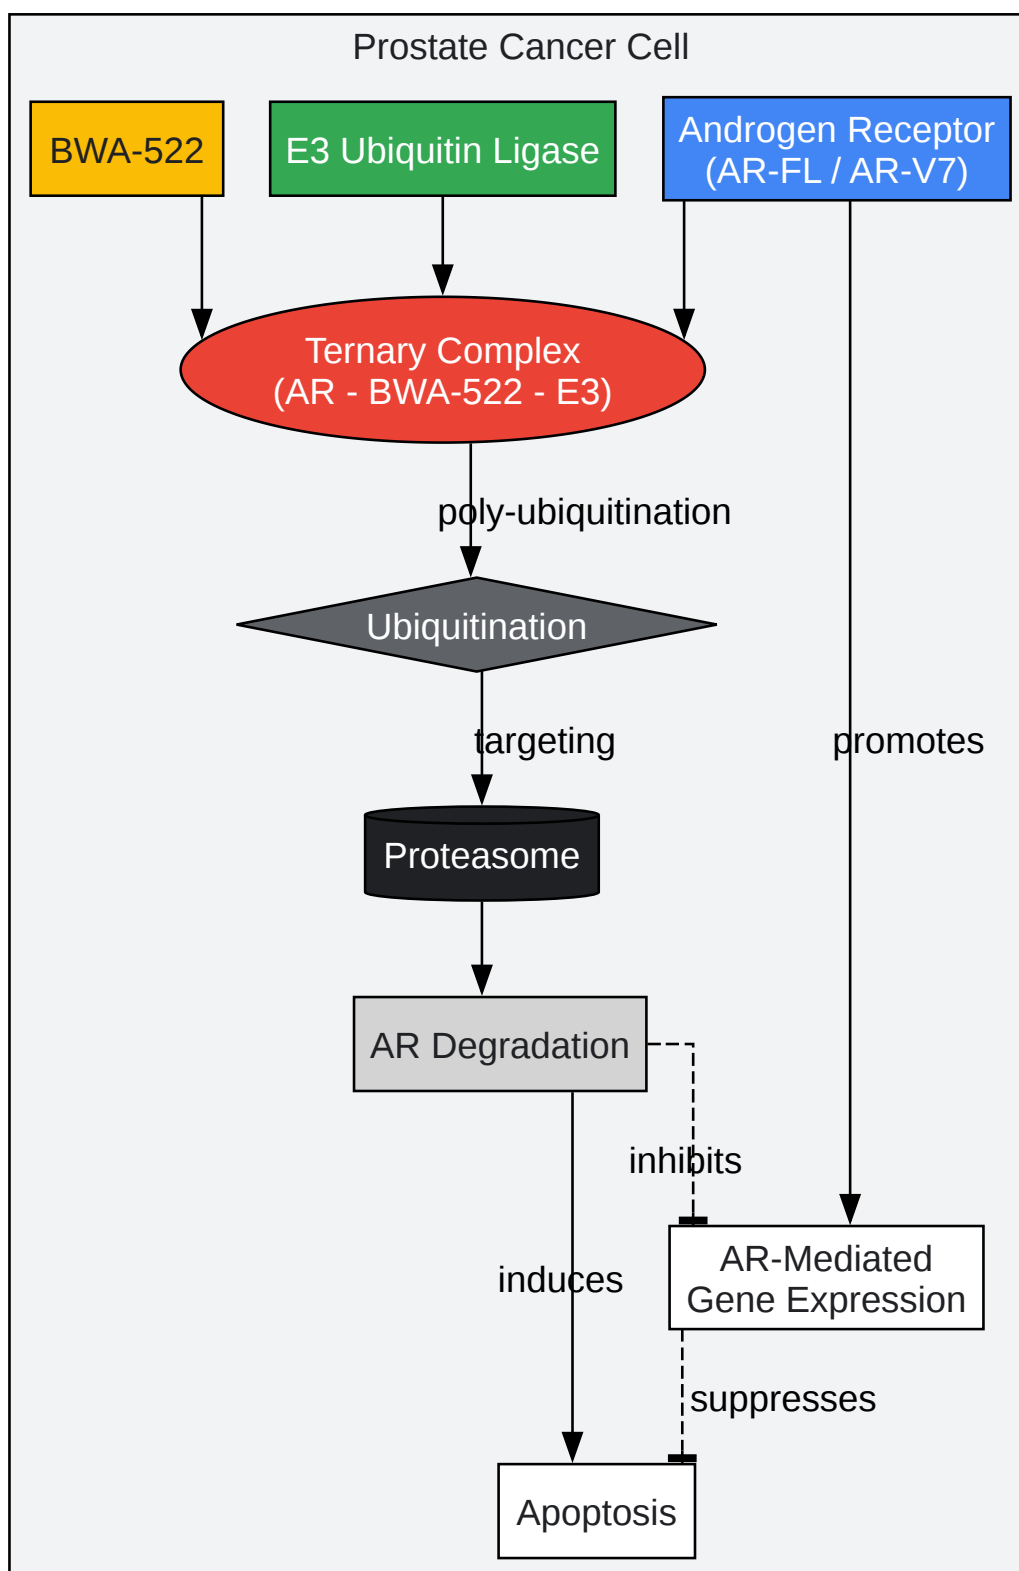 Prostate Cancer Cell
BWA-522
E3 Ubiquitin Ligase
Androgen Receptor
(AR-FL / AR-V7)
Ternary Complex
(AR - BWA-522 - E3)
poly-ubiquitination
Ubiquitination
targeting
promotes
Proteasome
AR Degradation
inhibits
AR-Mediated
Gene Expression
induces
suppresses
Apoptosis